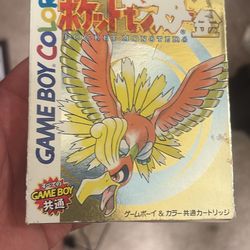 GAME BOY COLOR
ポケットモンスター 金
POCKET MONSTERS
GAME BOY
共通
ゲームボーイ&カラー共通カートリッジ